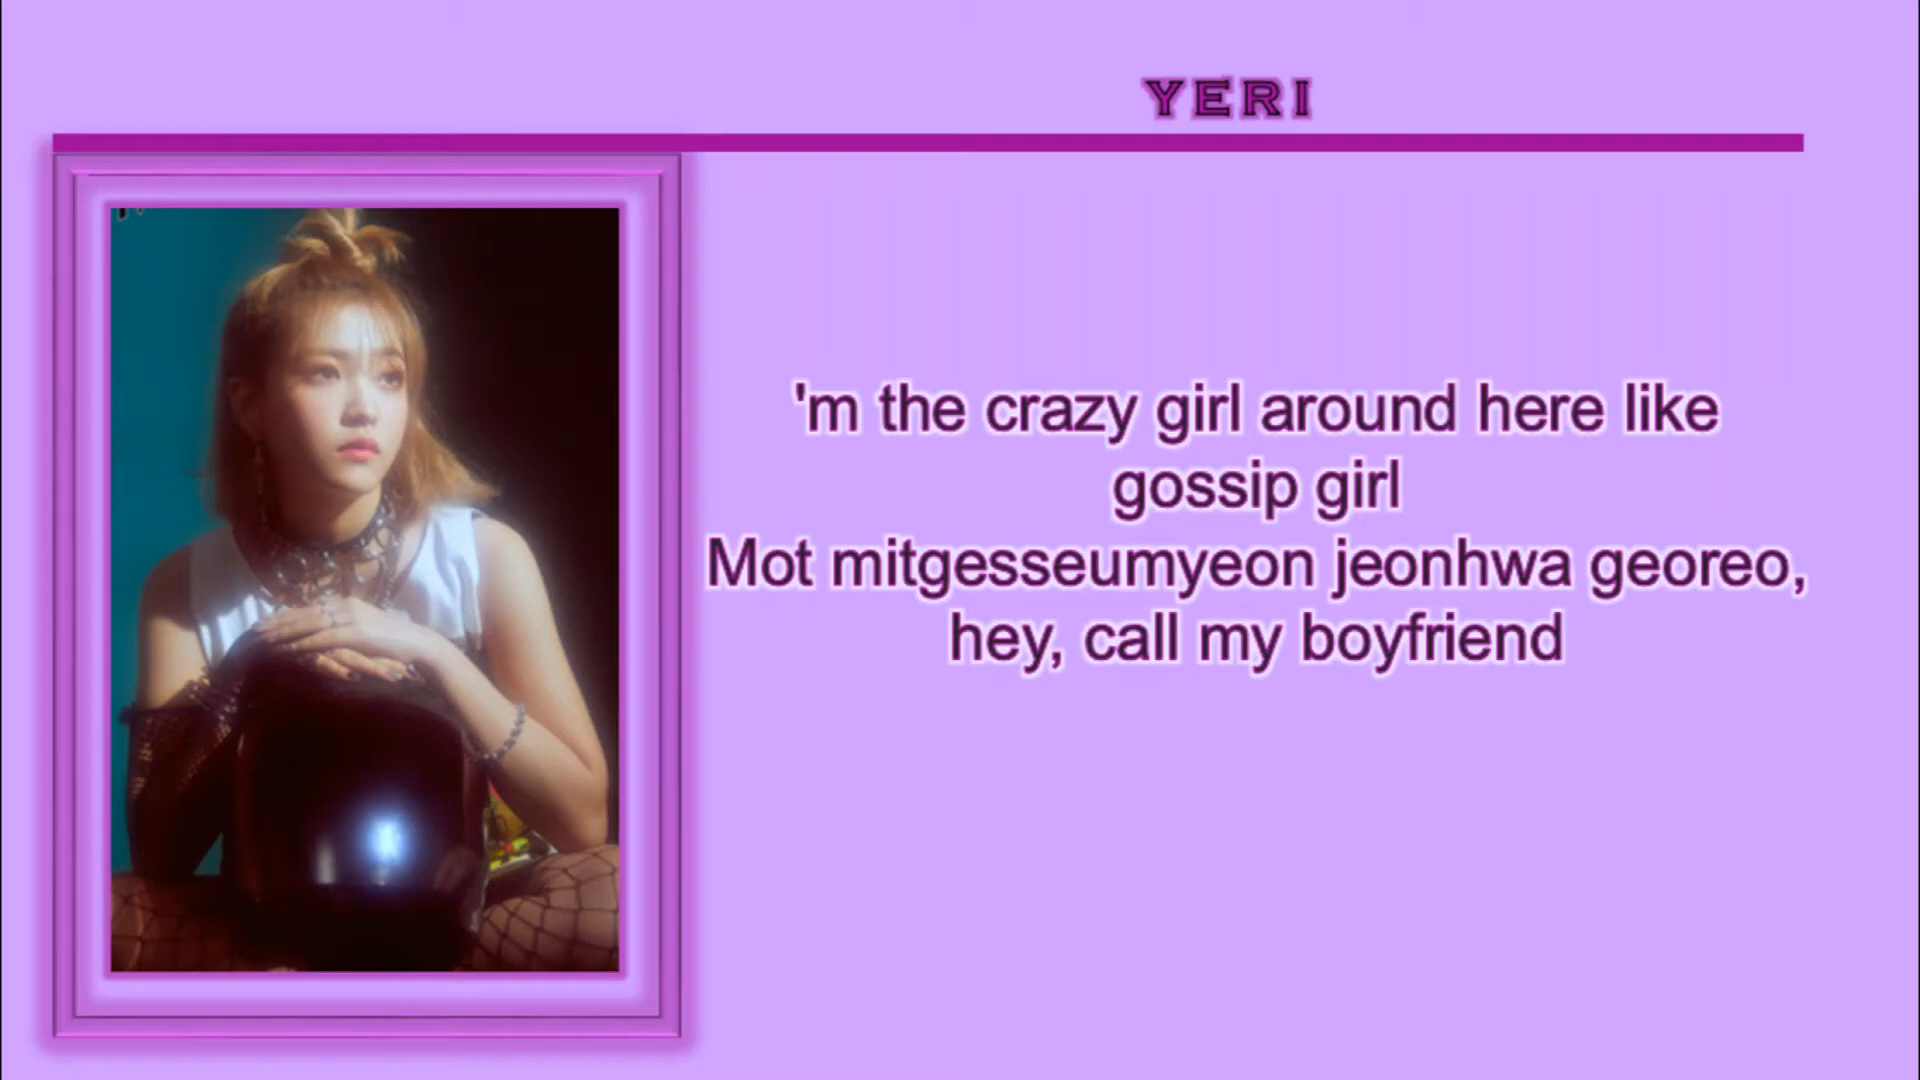 YERI
'm the crazy girl around here like
gossip girl
Mot mitgesseumyeon jeonhwa georeo,
hey, call my boyfriend